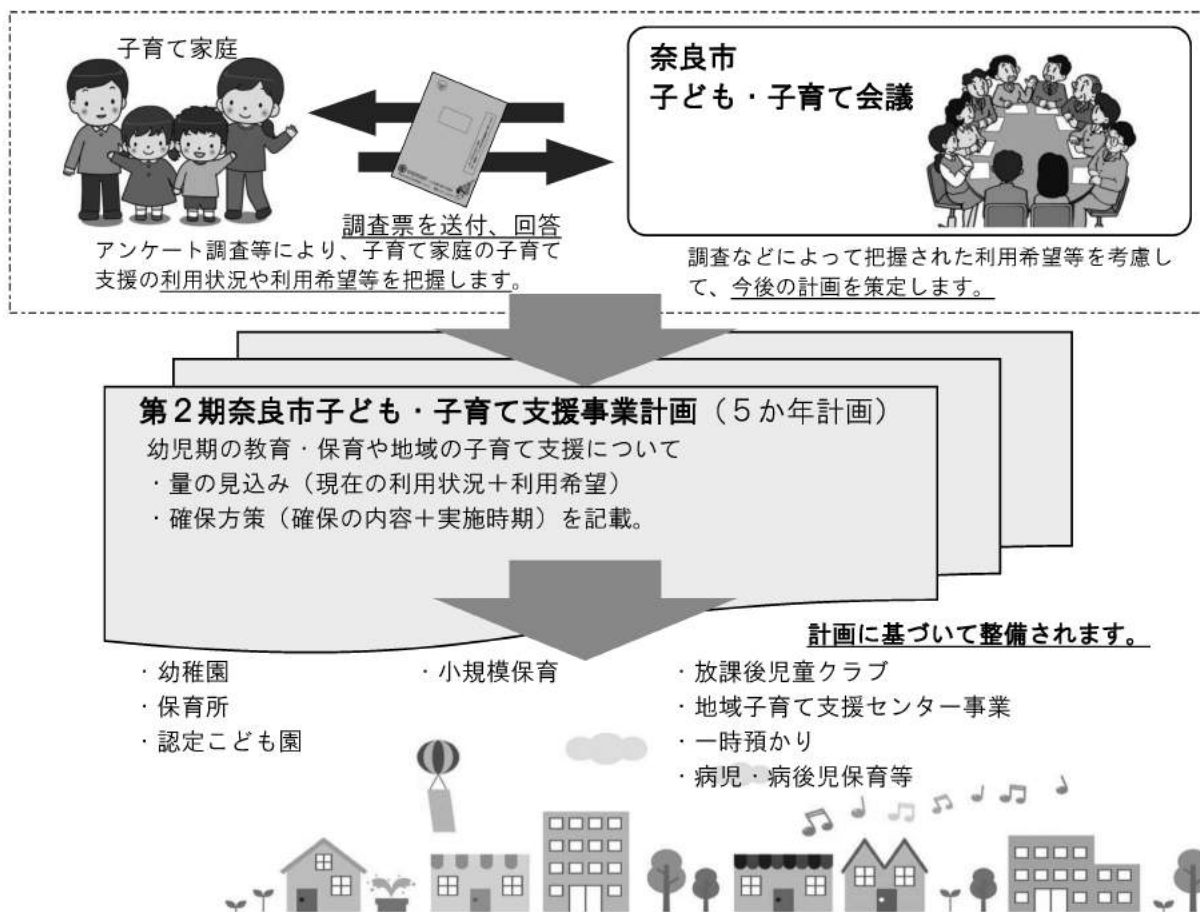 子育て家庭
奈良市
子ども・子育て会議
調査票を送付、回答
アンケート調査等により、子育て家庭の子育て
支援の利用状況や利用希望等を把握します。
調査などによって把握された利用希望等を考慮し
て、今後の計画を策定します。
第２期奈良市子ども・子育て支援事業計画（５か年計画）
幼児期の教育・保育や地域の子育て支援について
・量の見込み（現在の利用状況＋利用希望）
・確保方策（確保の内容＋実施時期）を記載。
計画に基づいて整備されます。
・幼稚園
・保育所
・認定こども園
・小規模保育
・放課後児童クラブ
・地域子育て支援センター事業
・一時預かり
・病児・病後児保育等